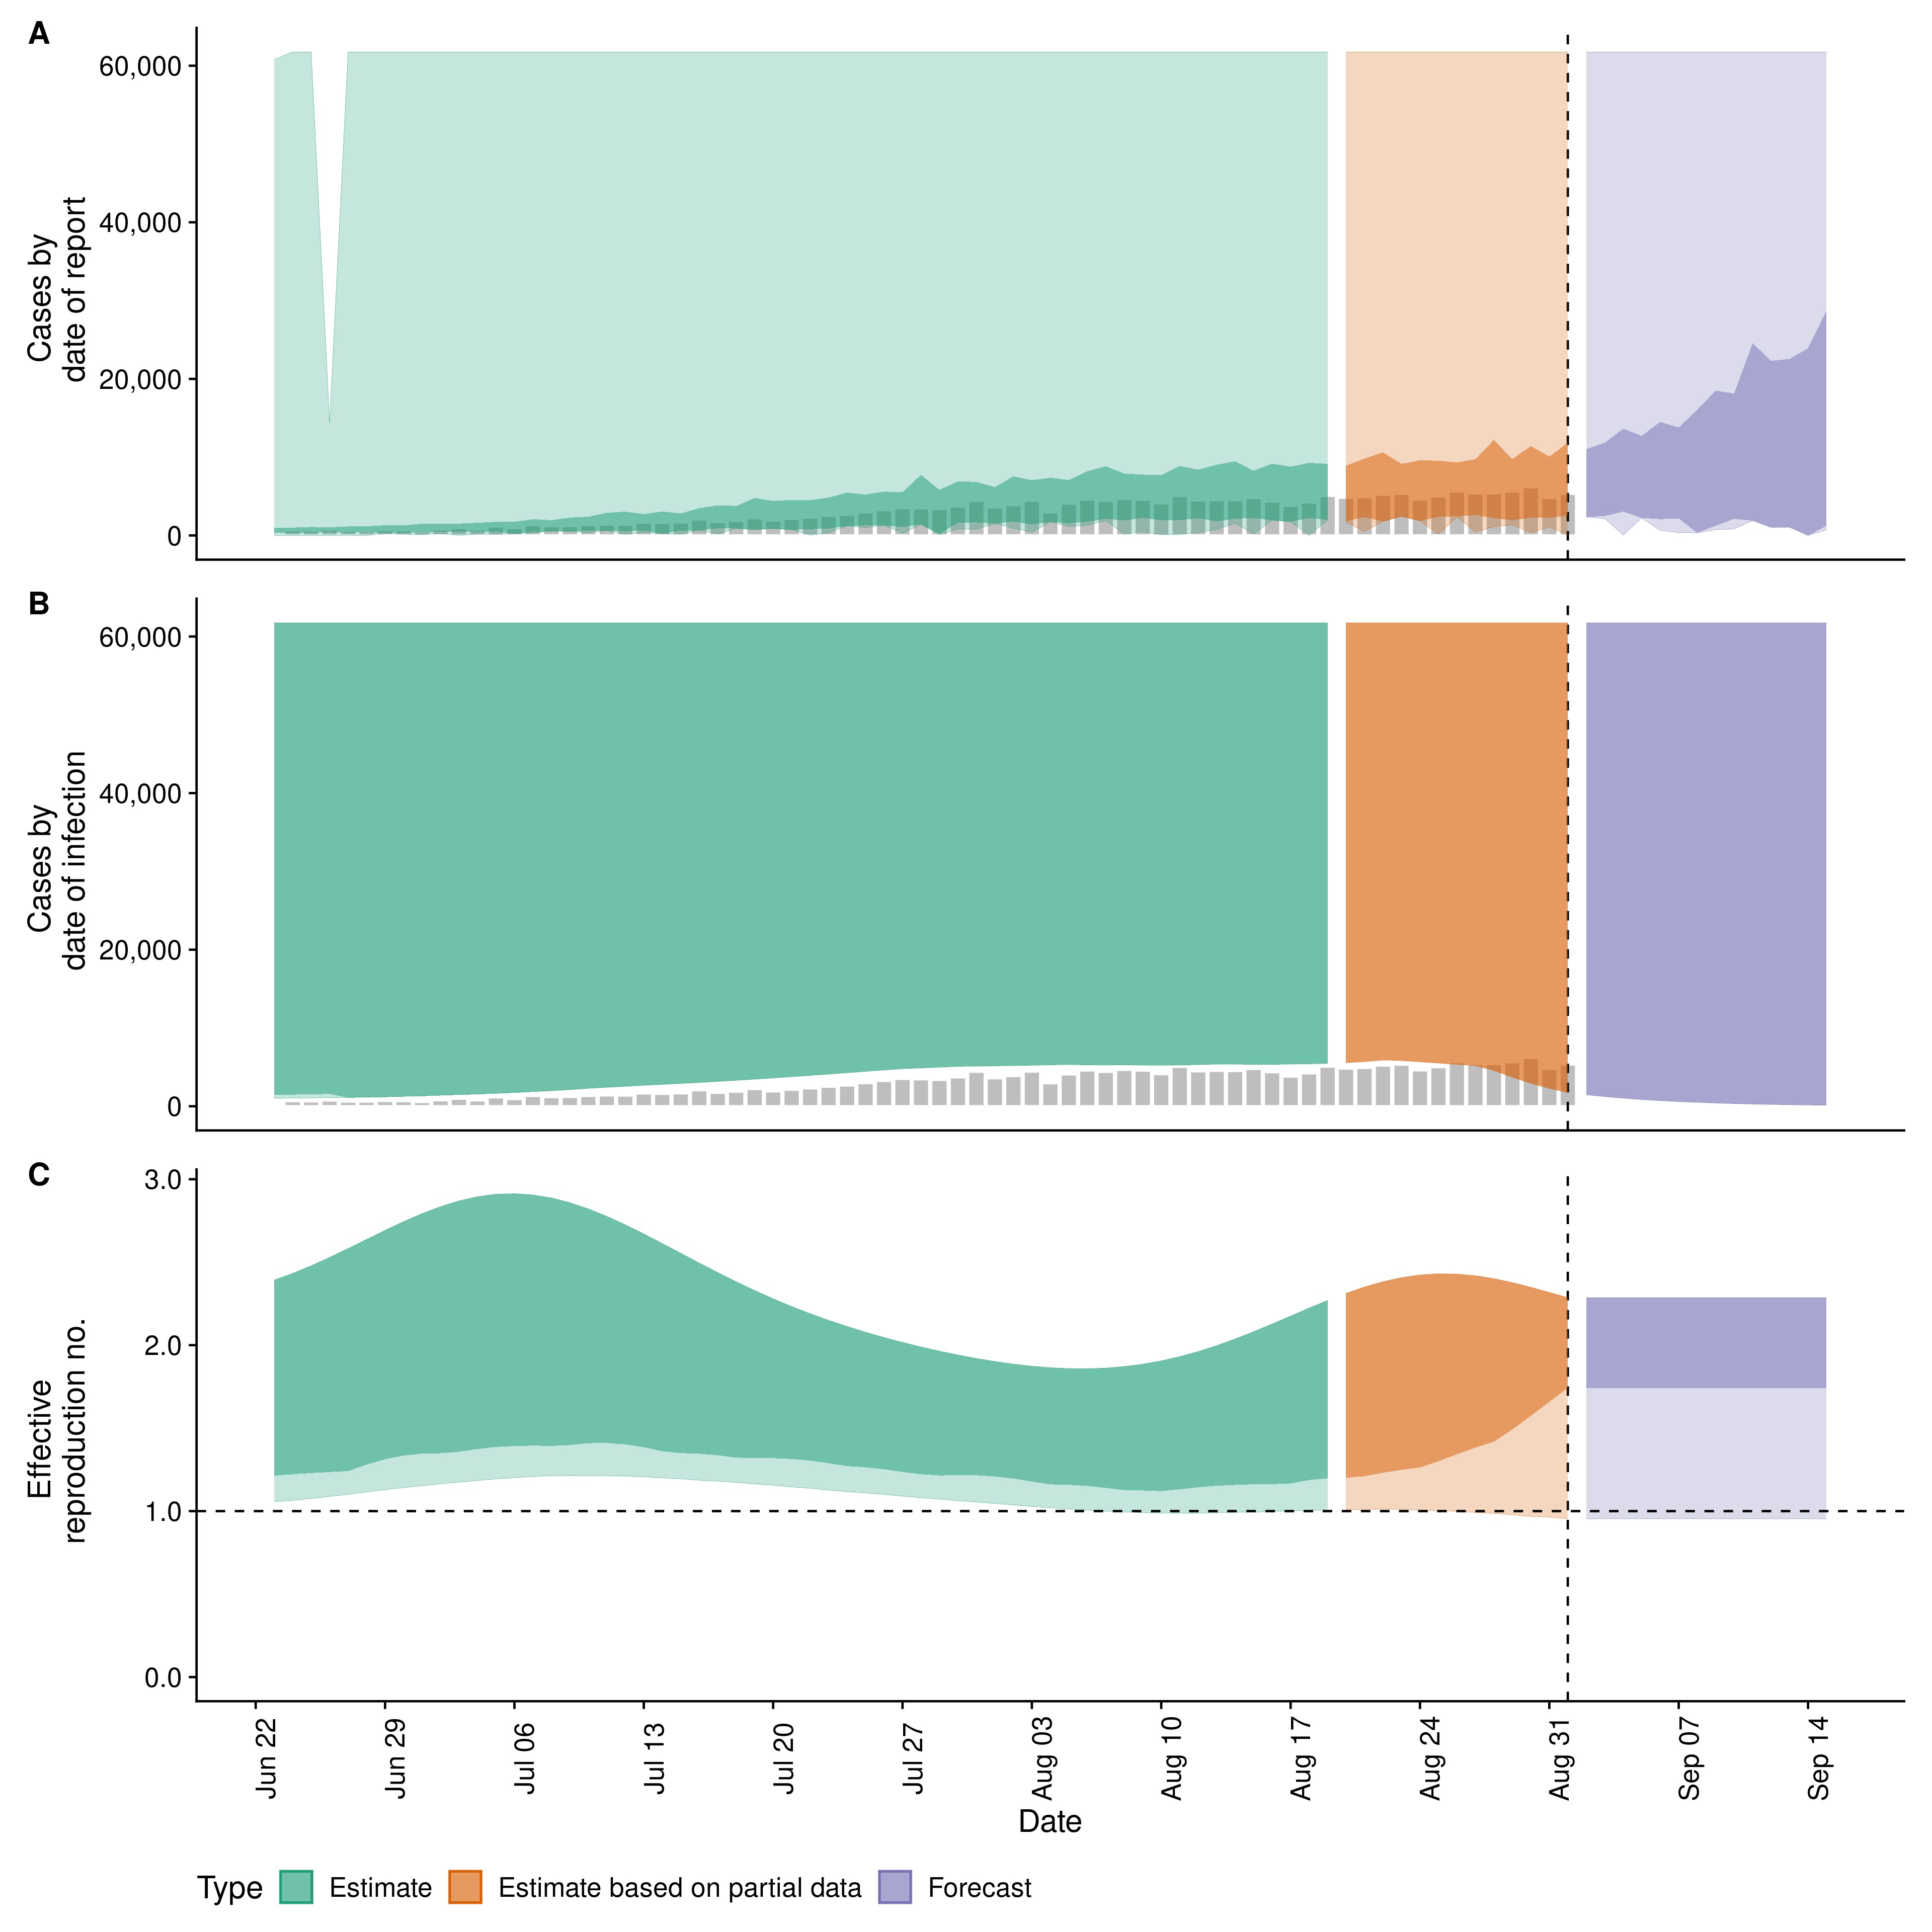 A
Cases by
date of report
60,000
40,000
20,000
0
B
Cases by
date of infection
60,000
40,000
20,000
0
C
Effective
reproduction no.
3.0
2.0
1.0
0.0
Jun 22
Jun 29
Jul 06
Jul 13
Jul 20
Jul 27
Aug 03
Aug 10
Aug 17
Aug 24
Aug 31
Sep 07
Sep 14
Date
Type Estimate Estimate based on partial data Forecast